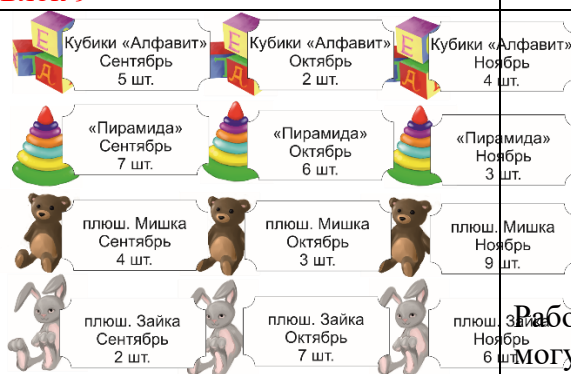 Кубики «Алфавит»
Сентябрь
5 шт.
Кубики «Алфавит»
Октябрь
2 шт.
Кубики «Алфавит»
Ноябрь
4 шт.
«Пирамида»
Сентябрь
7 шт.
«Пирамида»
Октябрь
6 шт.
«Пирамида»
Ноябрь
3 шт.
плюш. Мишка
Сентябрь
4 шт.
плюш. Мишка
Октябрь
3 шт.
плюш. Мишка
Ноябрь
9 шт.
плюш. Зайка
Сентябрь
2 шт.
плюш. Зайка
Октябрь
7 шт.
плюш. Зайка
Ноябрь
6 шт.
Рабо
могу